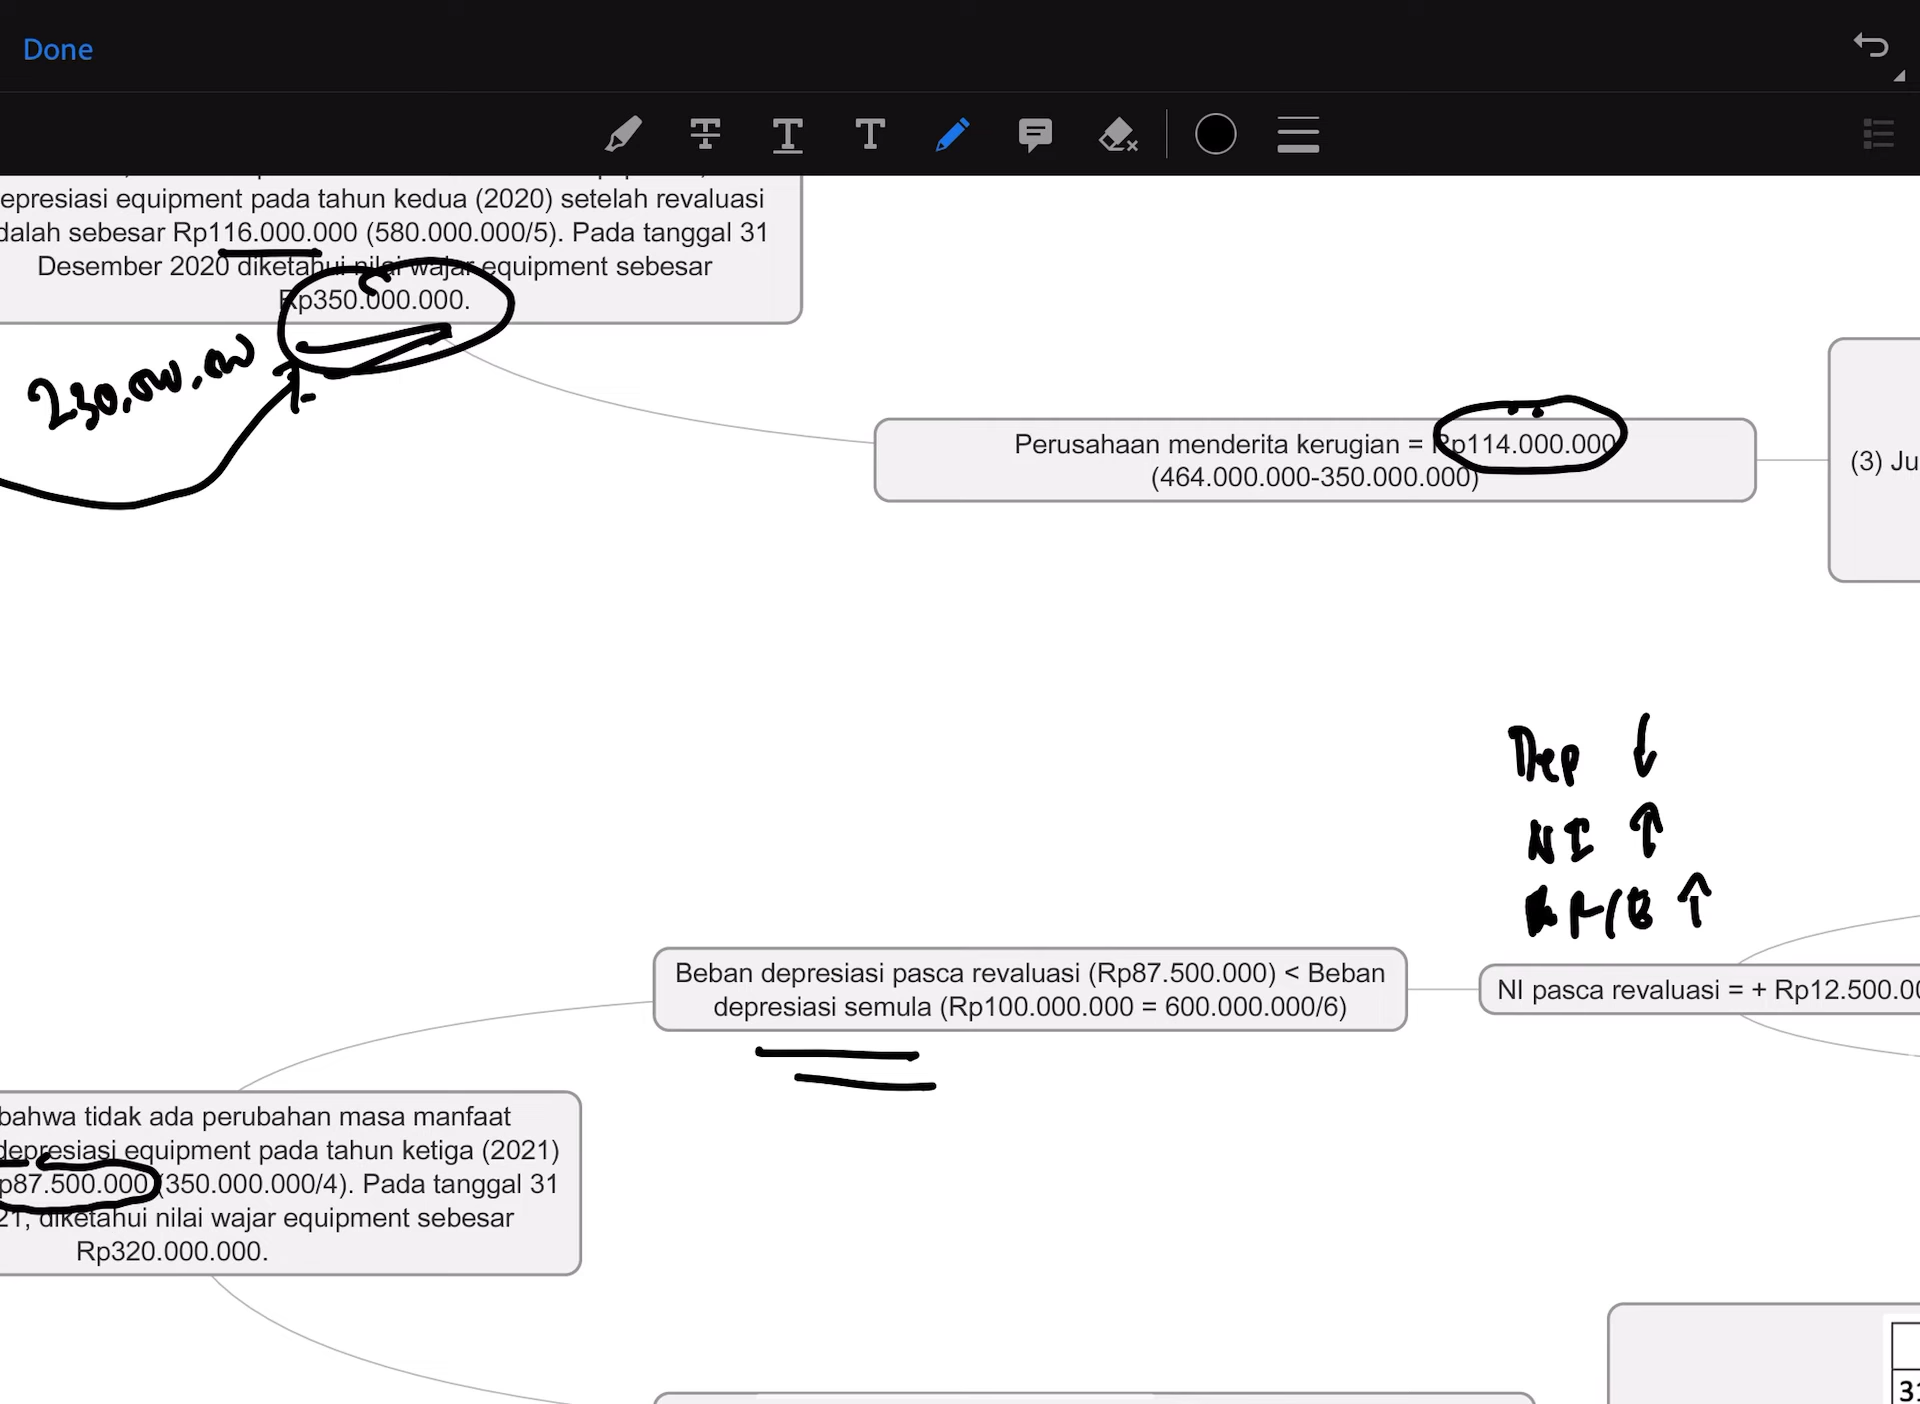 Done
epresiasi equipment pada tahun kedua (2020) setelah revaluasi
dalah sebesar Rp116.000.000 (580.000.000/5). Pada tanggal 31
Desember 2020 diketahui nilai wajar equipment sebesar
Rp350.000.000.
230.000.000
Perusahaan menderita kerugian = Rp114.000.000
(464.000.000-350.000.000)
(3) Ju
Dep ↓
NI ↑
↑
Beban depresiasi pasca revaluasi (Rp87.500.000) < Beban
depresiasi semula (Rp100.000.000 = 600.000.000/6)
NI pasca revaluasi = + Rp12.500.00
bahwa tidak ada perubahan masa manfaat
depresiasi equipment pada tahun ketiga (2021)
p87.500.000 (350.000.000/4). Pada tanggal 31
21, diketahui nilai wajar equipment sebesar
Rp320.000.000.
31